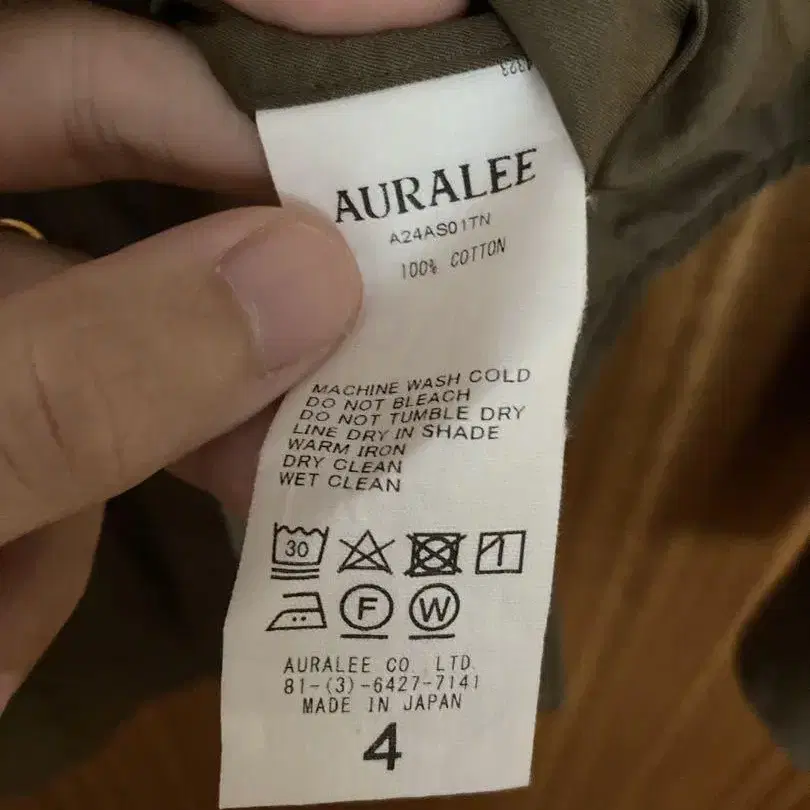 AURALEE
A24AS01TN
100% COTTON
MACHINE WASH COLD
DO NOT BLEACH
DO NOT TUMBLE DRY
LINE DRY IN SHADE
WARM IRON
DRY CLEAN
WET CLEAN
30
F W
AURALEE CO. LTD.
81-(3)-6427-7141
MADE IN JAPAN
4